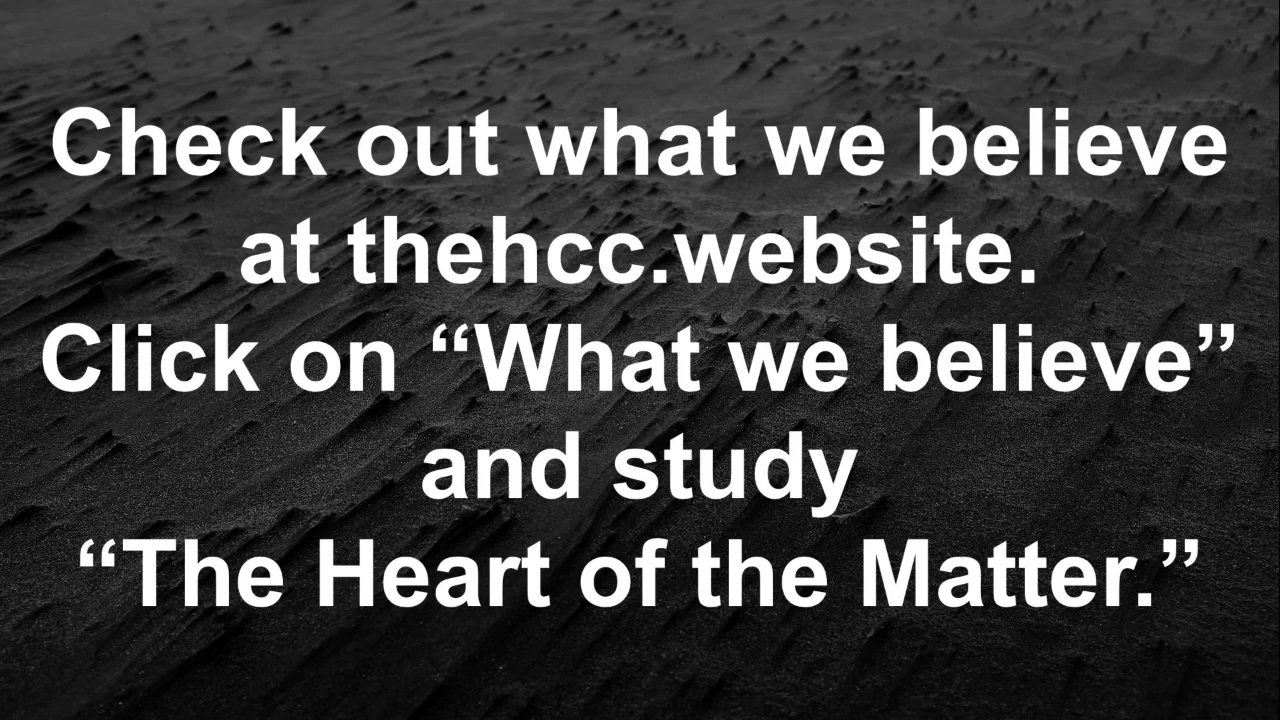 Check out what we believe
at thehcc.website.
Click on “What we believe”
and study
“The Heart of the Matter.”